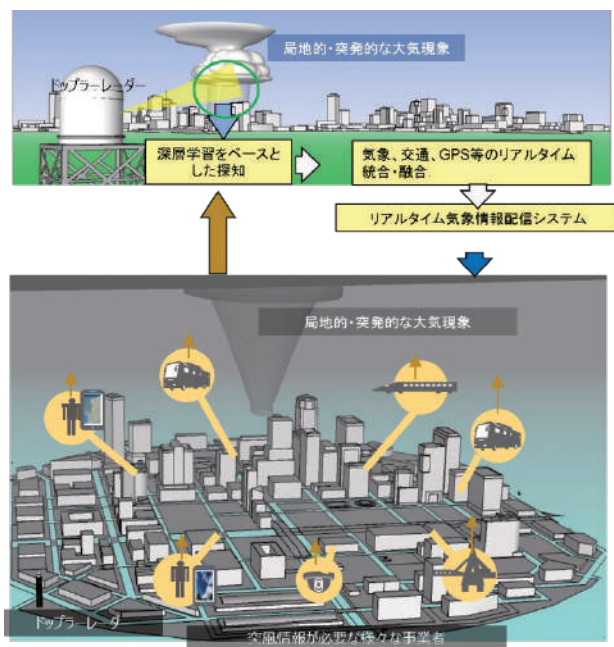 局地的・突発的な大気現象
ドップラーレーダー
深層学習をベースと
した探知
気象、交通、GPS等のリアルタイム
統合・融合
リアルタイム気象情報配信システム
局地的・突発的な大気現象
ドップラーレーダー
突風情報が必要な様々な事業者